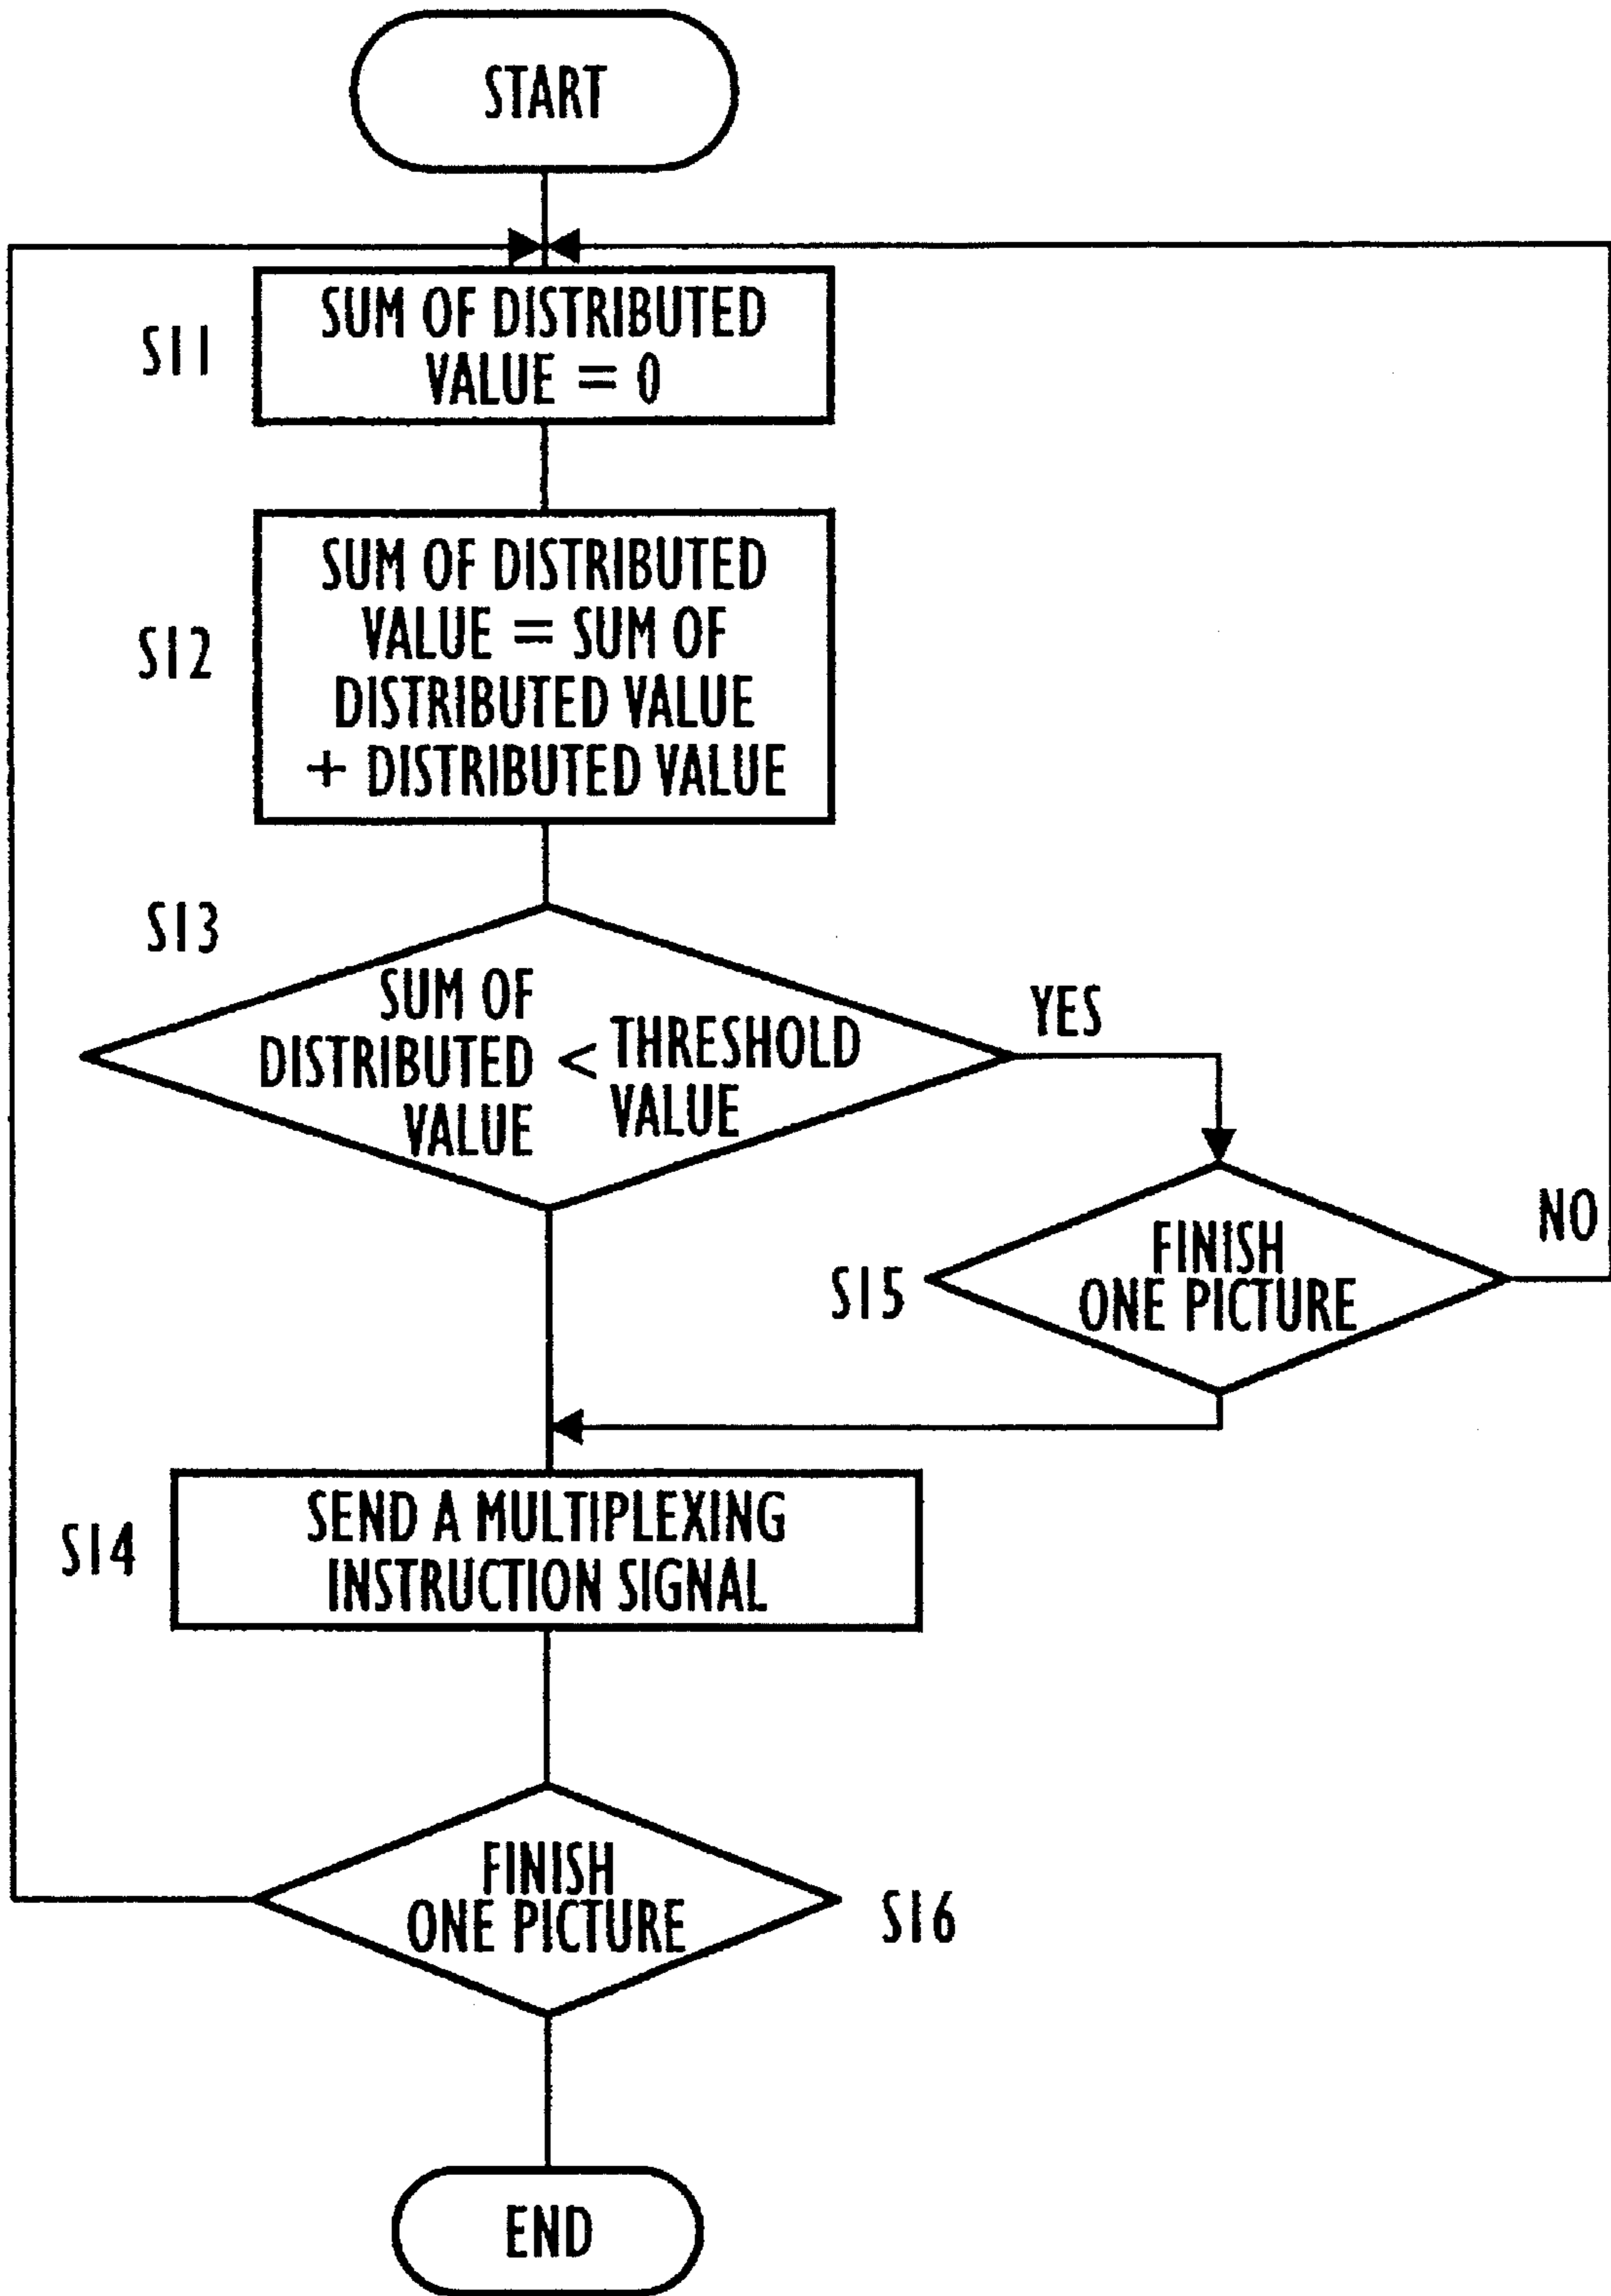 START
S11
SUM OF DISTRIBUTED
VALUE = 0
S12
SUM OF DISTRIBUTED
VALUE = SUM OF
DISTRIBUTED VALUE
+ DISTRIBUTED VALUE
S13
SUM OF
DISTRIBUTED
VALUE
<
THRESHOLD
VALUE
YES
S15
FINISH
ONE PICTURE
NO
S14
SEND A MULTIPLEXING
INSTRUCTION SIGNAL
FINISH
ONE PICTURE
S16
END